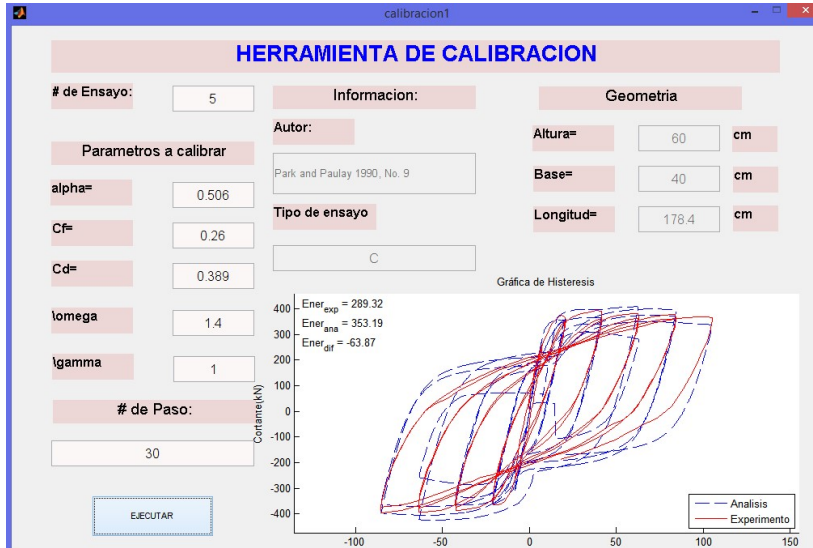 calibracion1
HERRAMIENTA DE CALIBRACION
# de Ensayo:
5
Parametros a calibrar
alpha=
0.506
Cf=
0.26
Cd=
0.389
\omega
1.4
\gamma
1
# de Paso:
30
EJECUTAR
Informacion:
Autor:
Park and Paulay 1990, No. 9
Tipo de ensayo
C
Geometria
Altura=
60
cm
Base=
40
cm
Longitud=
178.4
cm
Gráfica de Histeresis
Ener_exp = 289.32
Ener_ana = 353.19
Ener_dif = -63.87
Cortante(kN)
400
300
200
100
0
-100
-200
-300
-400
-100
-50
0
50
100
150
Analisis
Experimento